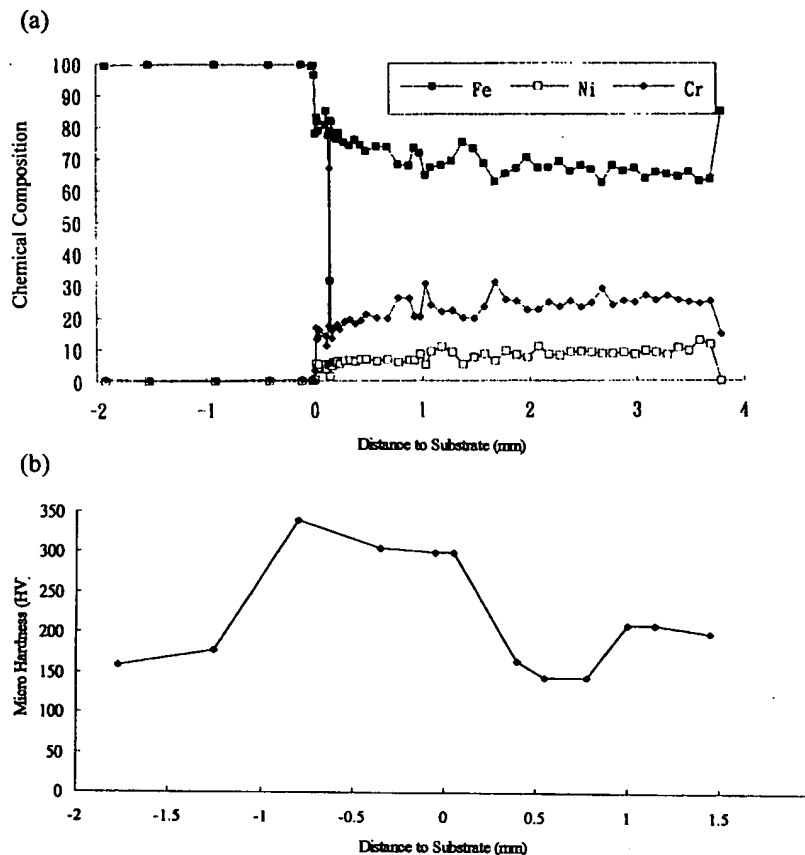 (a)
Chemical Composition
100
90
80
70
60
50
40
30
20
10
0
Fe Ni Cr
-2 -1 0 1 2 3 4
Distance to Substrate (mm)
(b)
Micro Hardness (HV.
350
300
250
200
150
100
50
0
-2 -1.5 -1 -0.5 0 0.5 1 1.5
Distance to Substrate (mm)